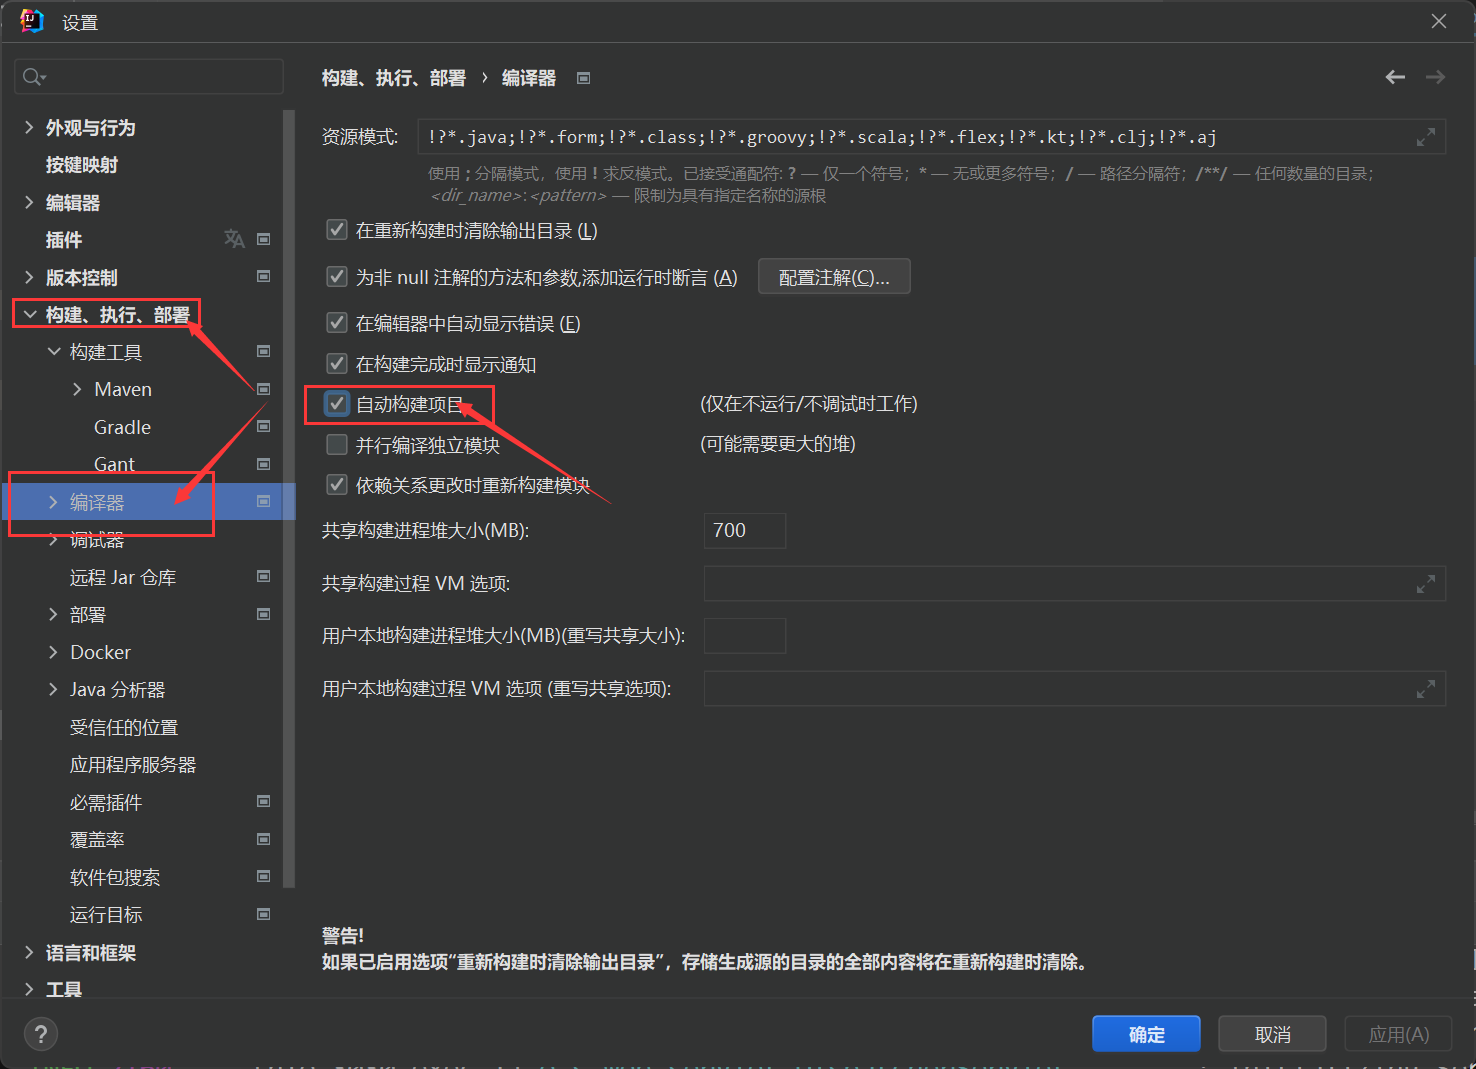 设置
外观与行为
按键映射
编辑器
插件
版本控制
构建、执行、部署
构建工具
Maven
Gradle
Gant
编译器
调试器
远程 Jar 仓库
部署
Docker
Java 分析器
受信任的位置
应用程序服务器
必需插件
覆盖率
软件包搜索
运行目标
语言和框架
工具
构建、执行、部署 › 编译器
资源模式: !?*.java;!?*.form;!?*.class;!?*.groovy;!?*.scala;!?*.flex;!?*.kt;!?*.clj;!?*.aj
使用 ; 分隔模式，使用 ! 求反模式。已接受通配符: ? — 仅一个符号； * — 无或更多符号； / — 路径分隔符； /**/ — 任何数量的目录；
<dir_name>:<pattern> — 限制为具有指定名称的源根
在重新构建时清除输出目录 (L)
为非 null 注解的方法和参数,添加运行时断言 (A) 配置注解(C)...
在编辑器中自动显示错误 (E)
在构建完成时显示通知
自动构建项目 (仅在不运行/不调试时工作)
并行编译独立模块 (可能需要更大的堆)
依赖关系更改时重新构建模块
共享构建进程堆大小(MB): 700
共享构建过程 VM 选项:
用户本地构建进程堆大小(MB)(重写共享大小):
用户本地构建过程 VM 选项 (重写共享选项):
警告!
如果已启用选项“重新构建时清除输出目录”，存储生成源的目录的全部内容将在重新构建时清除。
? 确定 取消 应用(A)